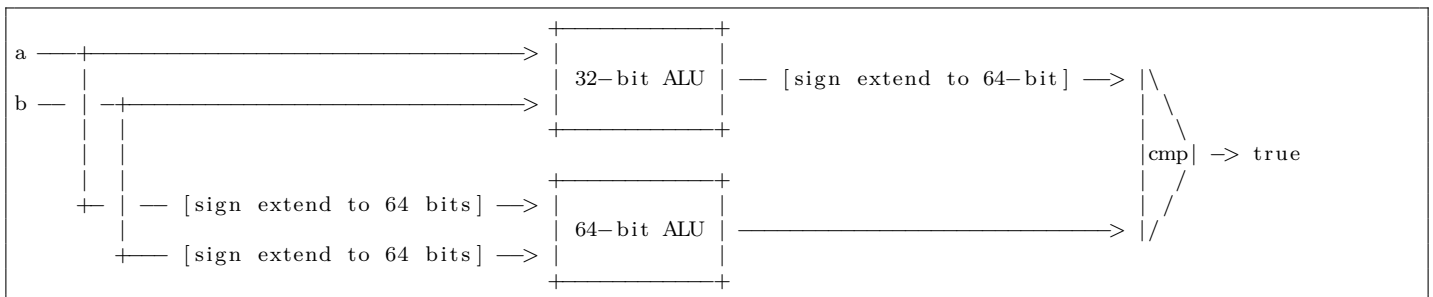 a
32-bit ALU
[sign extend to 64-bit]
b
cmp
true
[sign extend to 64 bits]
64-bit ALU
[sign extend to 64 bits]